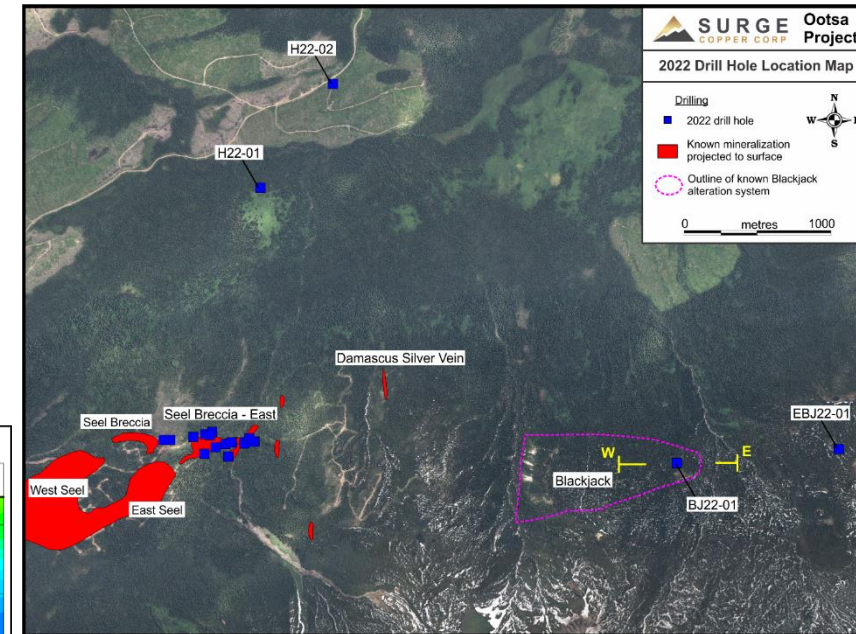 SURGE
COPPER CORP
Ootsa
Project
2022 Drill Hole Location Map
Drilling
2022 drill hole
Known mineralization
projected to surface
Outline of known Blackjack
alteration system
N
W
E
S
0 metres 1000
H22-02
H22-01
Damascus Silver Vein
Seel Breccia
Seel Breccia - East
EBJ22-01
West Seel
East Seel
W
E
Blackjack
BJ22-01